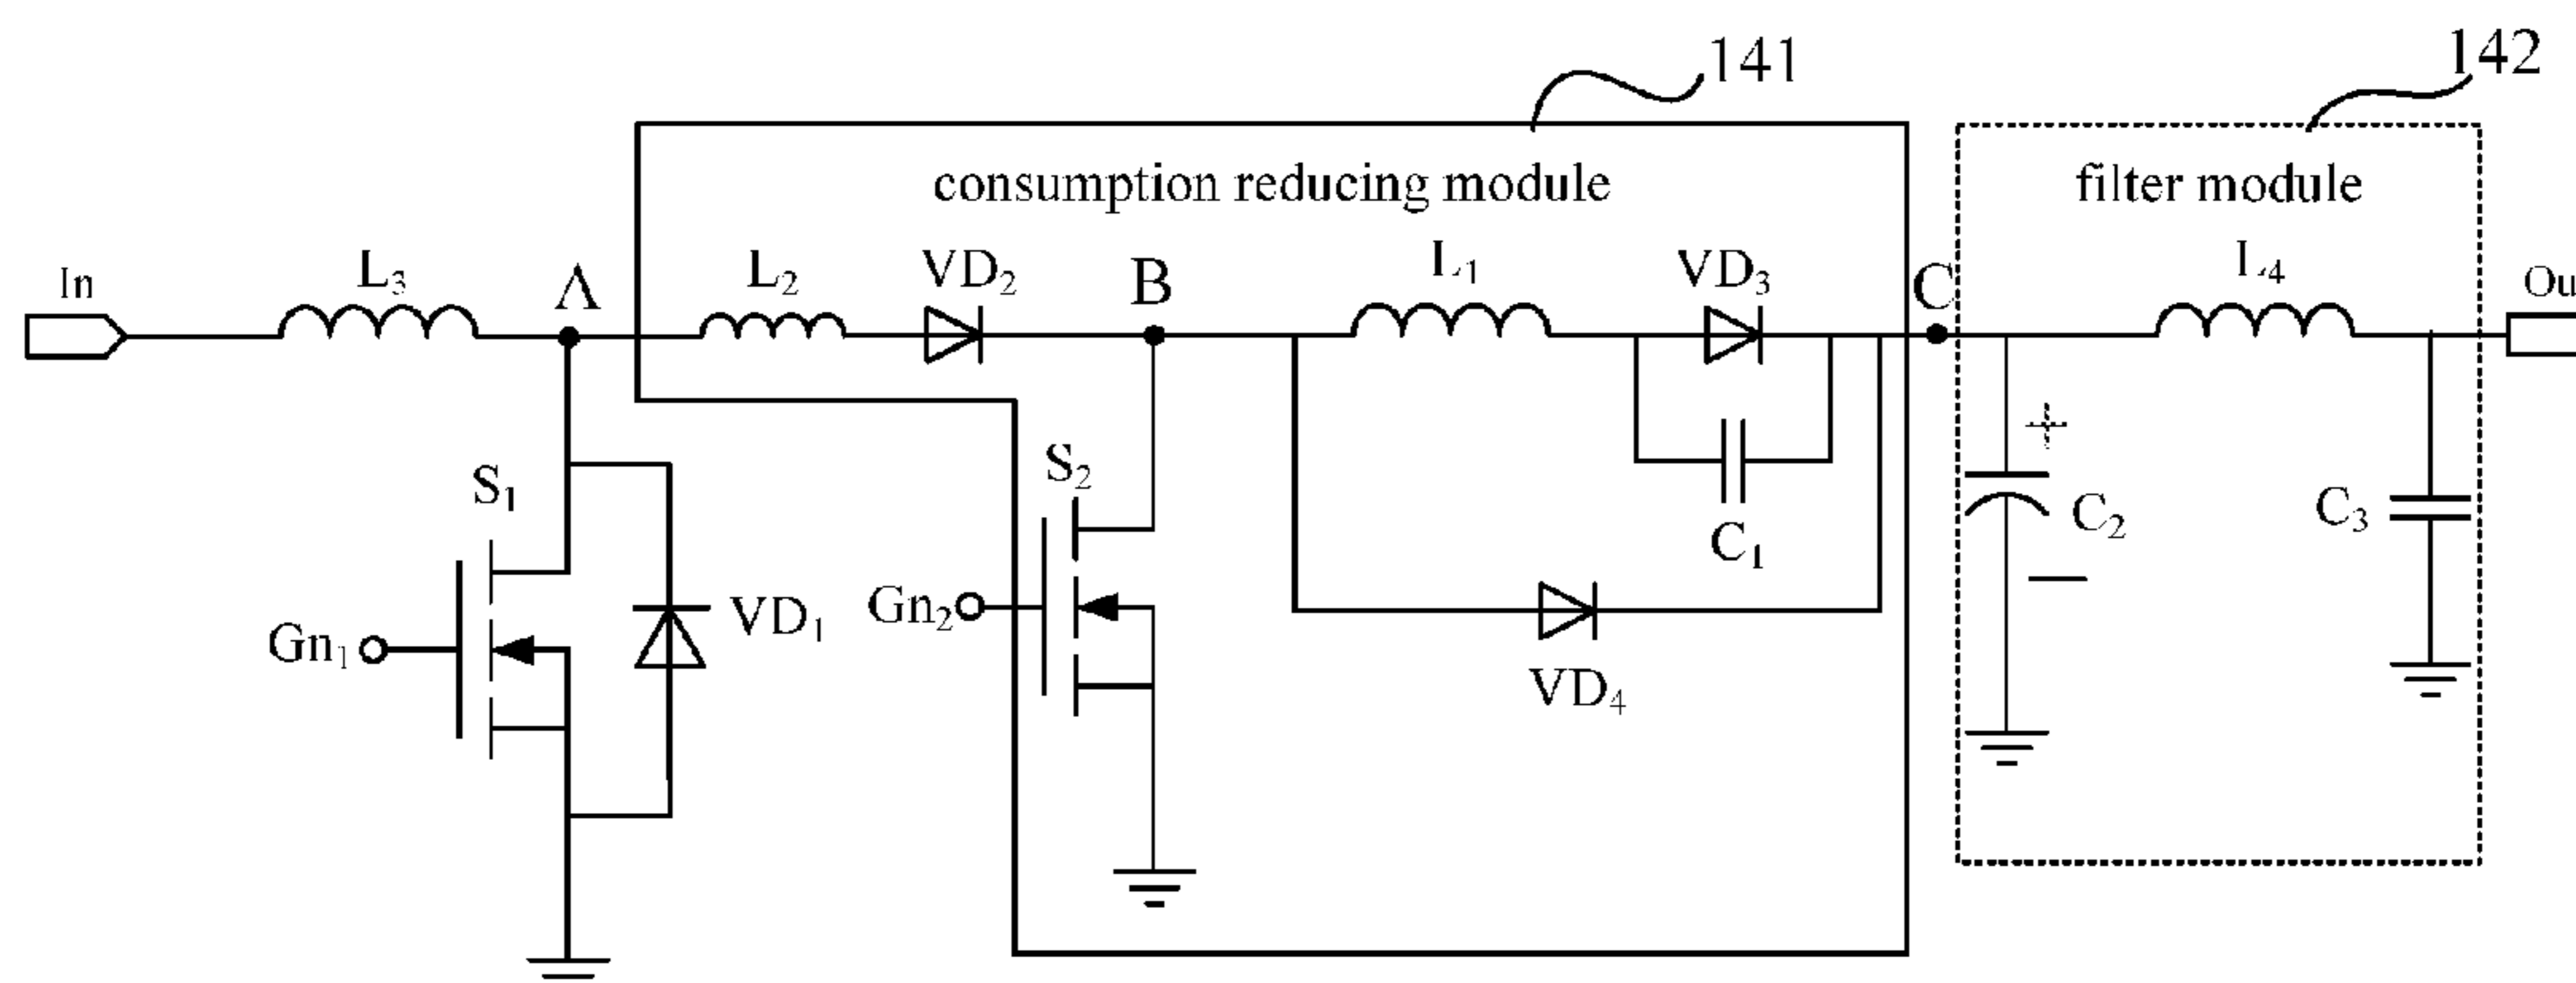 141
142
consumption reducing module
filter module
In
L3
A
L2
VD2
B
L1
VD3
C
L4
Ou
S1
S2
C1
+
C2
C3
Gn1
VD1
Gn2
VD4
—